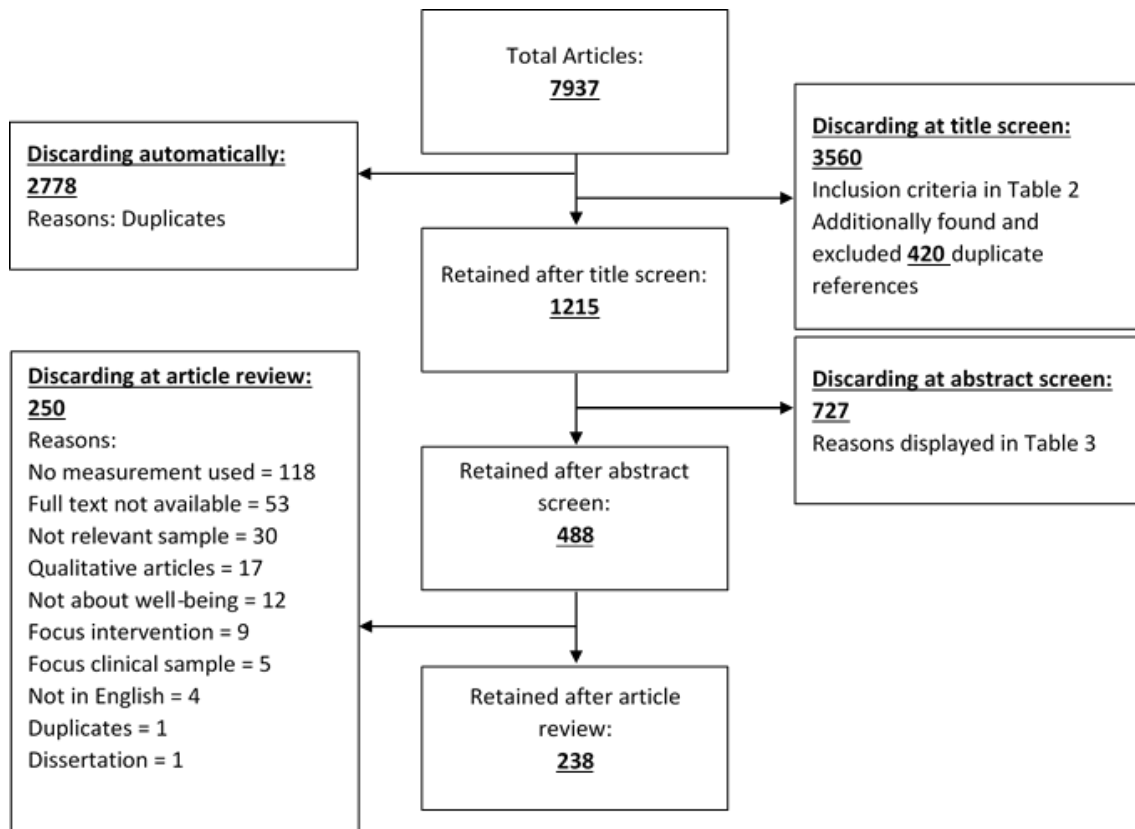 Total Articles:
7937
Discarding automatically:
2778
Reasons: Duplicates
Discarding at title screen:
3560
Inclusion criteria in Table 2
Additionally found and
excluded 420 duplicate
references
Retained after title screen:
1215
Discarding at abstract screen:
727
Reasons displayed in Table 3
Retained after abstract
screen:
488
Discarding at article review:
250
Reasons:
No measurement used = 118
Full text not available = 53
Not relevant sample = 30
Qualitative articles = 17
Not about well-being = 12
Focus intervention = 9
Focus clinical sample = 5
Not in English = 4
Duplicates = 1
Dissertation = 1
Retained after article
review:
238